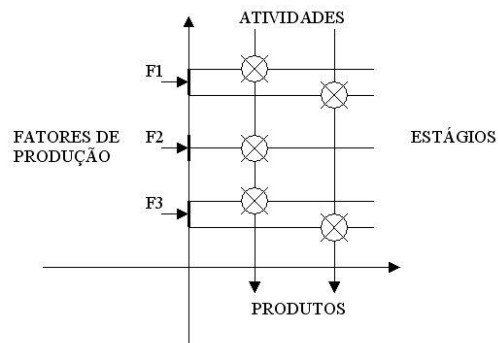 ATIVIDADES
F1
FATORES DE
PRODUÇÃO
F2
ESTÁGIOS
F3
PRODUTOS